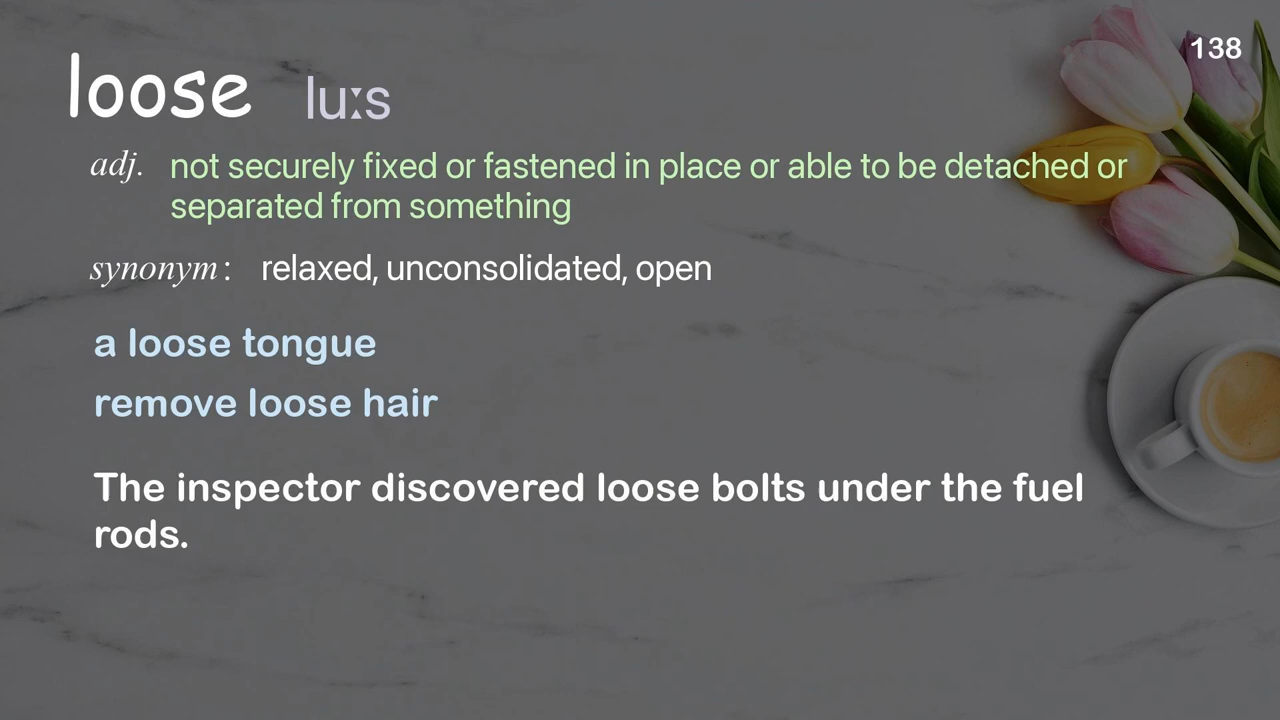 138
loose luːs
adj. not securely fixed or fastened in place or able to be detached or
separated from something
synonym: relaxed, unconsolidated, open
a loose tongue
remove loose hair
The inspector discovered loose bolts under the fuel
rods.